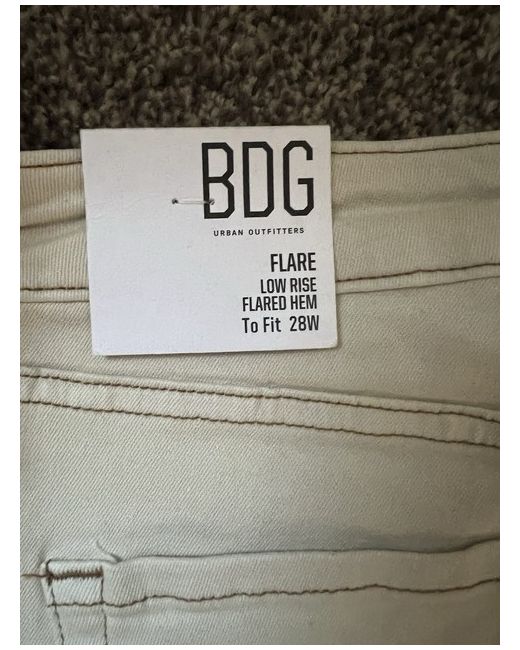 BDG
URBAN OUTFITTERS
FLARE
LOW RISE
FLARED HEM
To Fit 28W